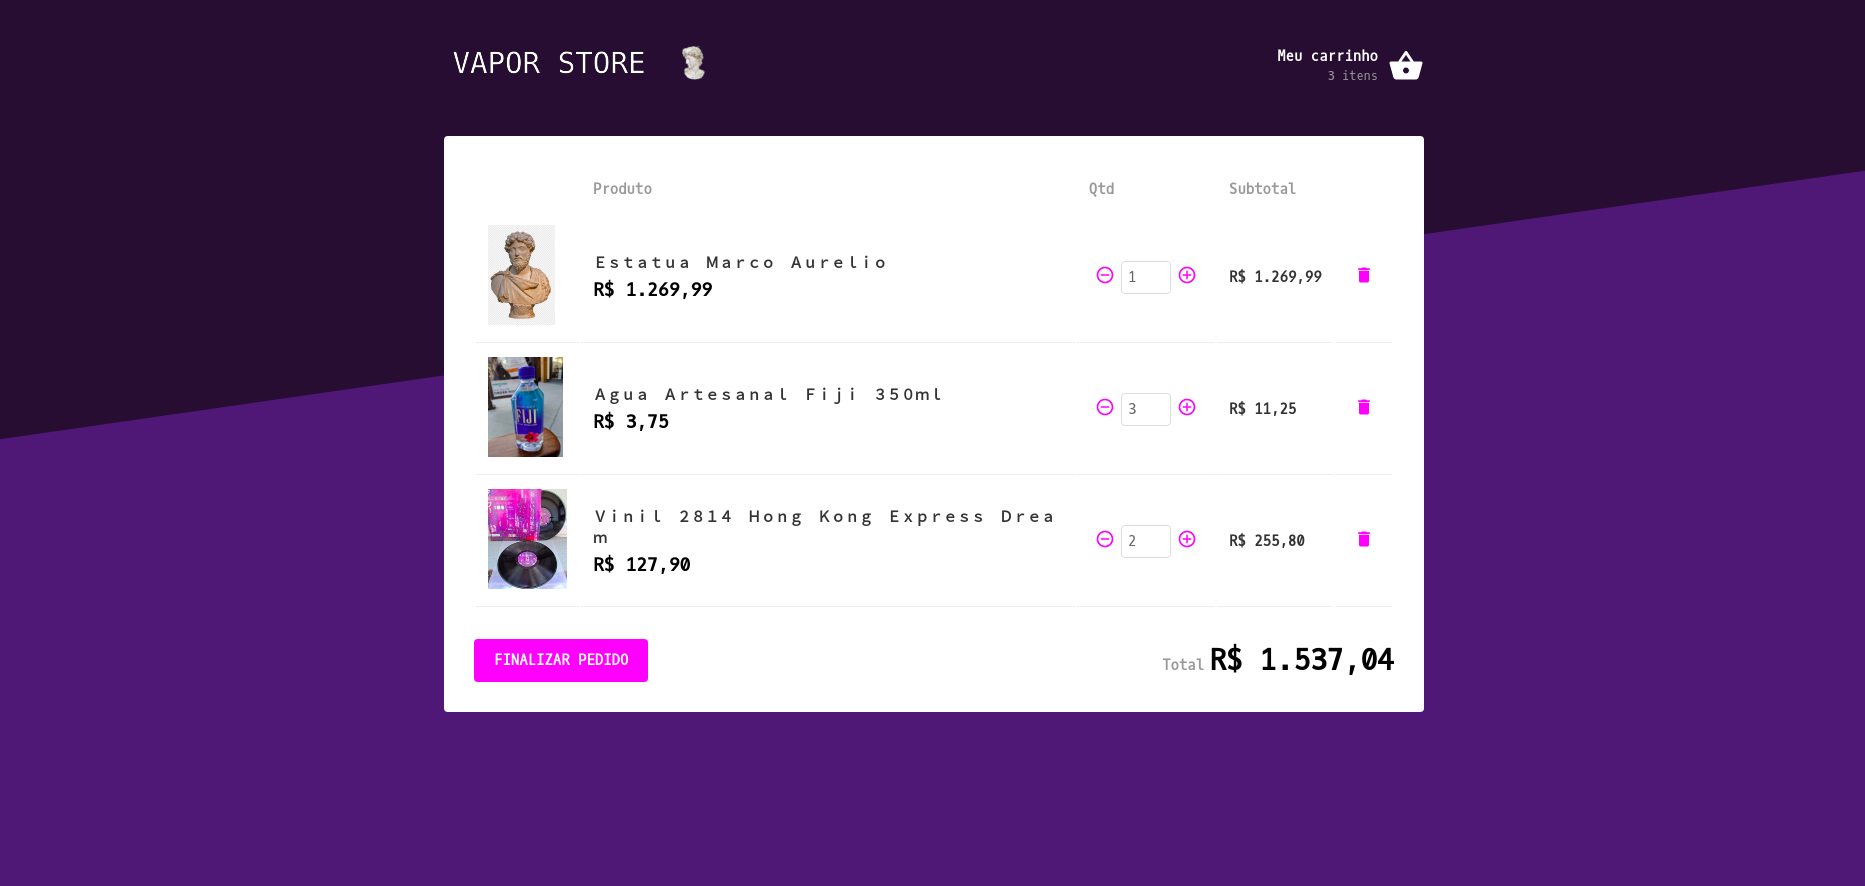 VAPOR STORE
Meu carrinho
3 itens
Produto Qtd Subtotal
Estatua Marco Aurelio
R$ 1.269,99
1
R$ 1.269,99
Agua Artesanal Fiji 350ml
R$ 3,75
3
R$ 11,25
FIJI
Vinil 2814 Hong Kong Express Drea
m
R$ 127,90
2
R$ 255,80
FINALIZAR PEDIDO
Total R$ 1.537,04